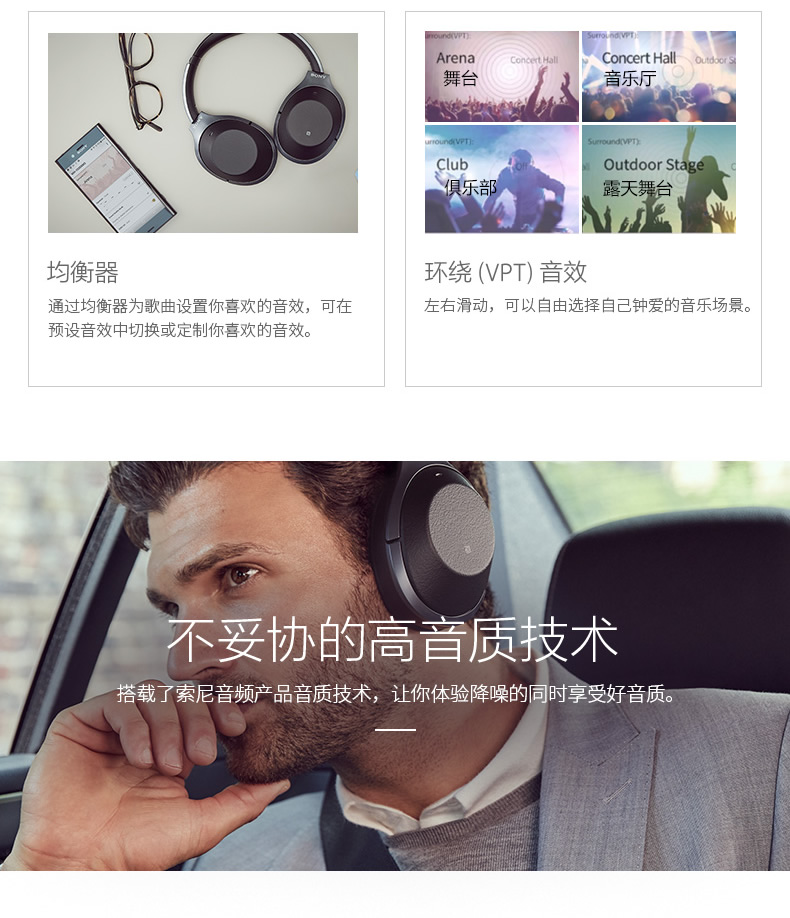 SONY
urround(VPT):
Arena
舞台
Concert Hall
Surround(VPT):
Concert Hall
音乐厅
Outdoor S
urround(VPT):
Club
俱乐部
Surround(VPT):
Outdoor Stage
露天舞台
均衡器
通过均衡器为歌曲设置你喜欢的音效，可在
预设音效中切换或定制你喜欢的音效。
环绕 (VPT) 音效
左右滑动，可以自由选择自己钟爱的音乐场景。
不妥协的高音质技术
搭载了索尼音频产品音质技术，让你体验降噪的同时享受好音质。